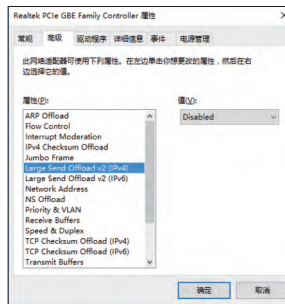 Realtek PCIe GBE Family Controller 属性
常规 高级 驱动程序 详细信息 事件 电源管理
此网络适配器可使用下列属性。在左边单击你想更改的属性，然后在右
边选择它的值。
属性(P):
值(V):
ARP Offload
Disabled
Flow Control
Interrupt Moderation
IPv4 Checksum Offload
Jumbo Frame
Large Send Offload v2 (IPv4)
Large Send Offload v2 (IPv6)
Network Address
NS Offload
Priority & VLAN
Receive Buffers
Speed & Duplex
TCP Checksum Offload (IPv4)
TCP Checksum Offload (IPv6)
Transmit Buffers
确定 取消